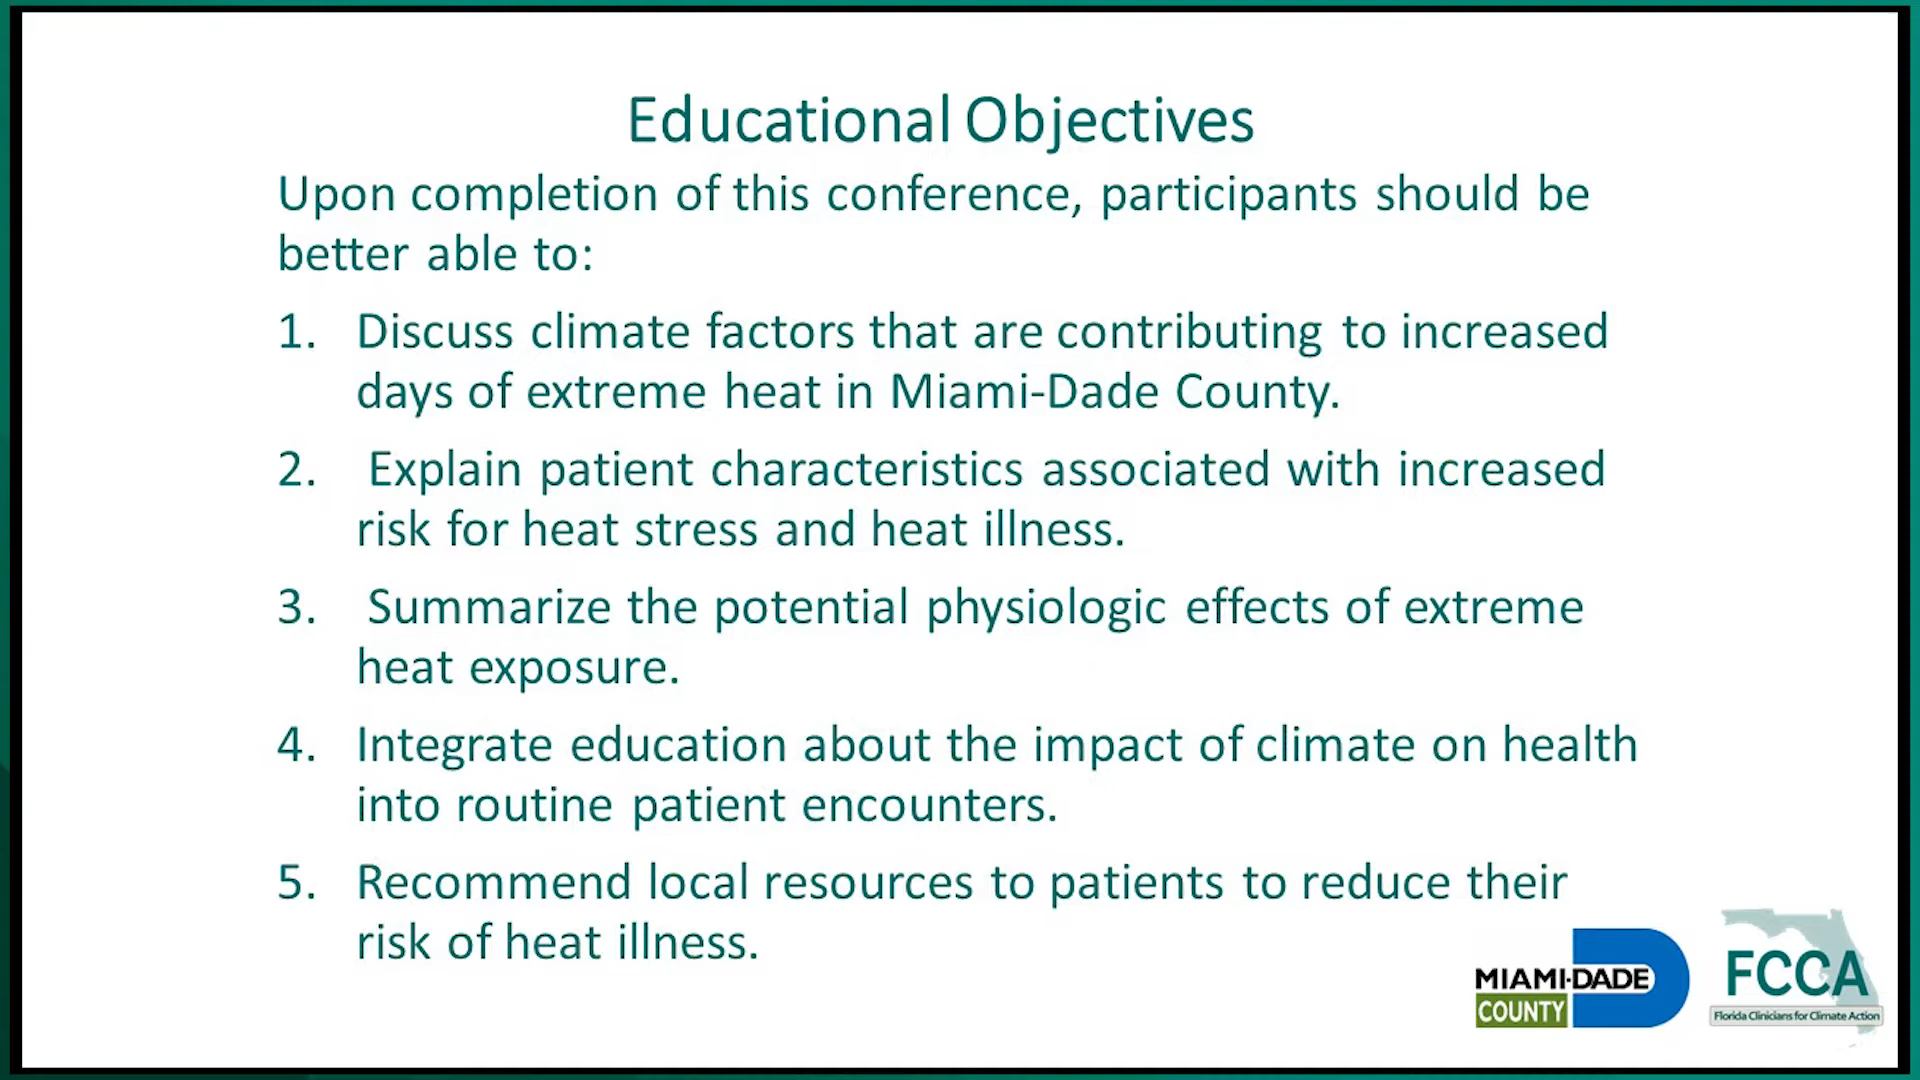 Educational Objectives
Upon completion of this conference, participants should be
better able to:
1. Discuss climate factors that are contributing to increased
days of extreme heat in Miami-Dade County.
2. Explain patient characteristics associated with increased
risk for heat stress and heat illness.
3. Summarize the potential physiologic effects of extreme
heat exposure.
4. Integrate education about the impact of climate on health
into routine patient encounters.
5. Recommend local resources to patients to reduce their
risk of heat illness.
MIAMI-DADE
COUNTY
FCCA
Florida Clinicians for Climate Action